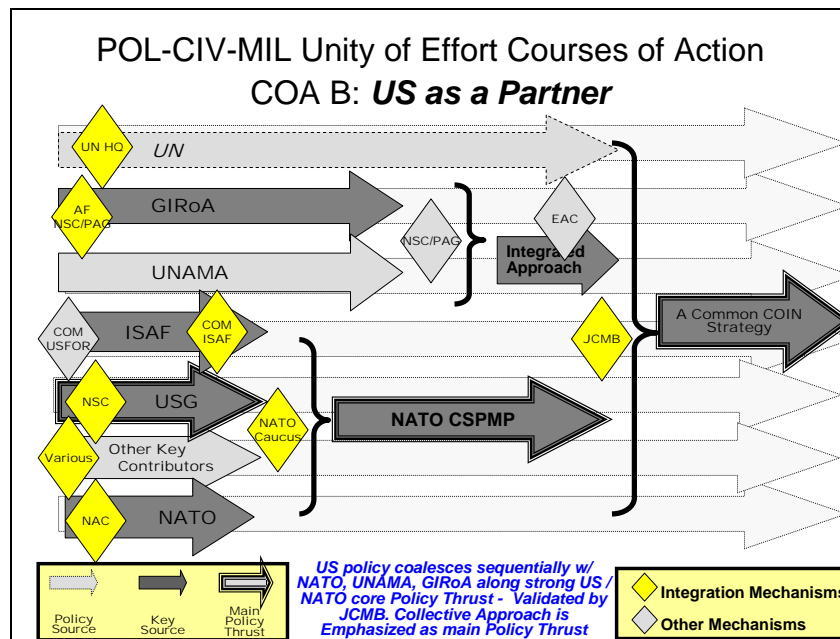 POL-CIV-MIL Unity of Effort Courses of Action
COA B: US as a Partner
UN HQ
UN
AF
NSC/PAG
GIRoA
NSC/PAG
EAC
Integrated
Approach
UNAMA
COM
USFOR
ISAF
COM
ISAF
JCMB
A Common COIN
Strategy
NSC
USG
NATO
Caucus
NATO CSPMP
Various
Other Key
Contributors
NAC
NATO
Policy
Source
Key
Source
Main
Policy
Thrust
US policy coalesces sequentially w/
NATO, UNAMA, GIRoA along strong US /
NATO core Policy Thrust - Validated by
JCMB. Collective Approach is
Emphasized as main Policy Thrust
Integration Mechanisms
Other Mechanisms